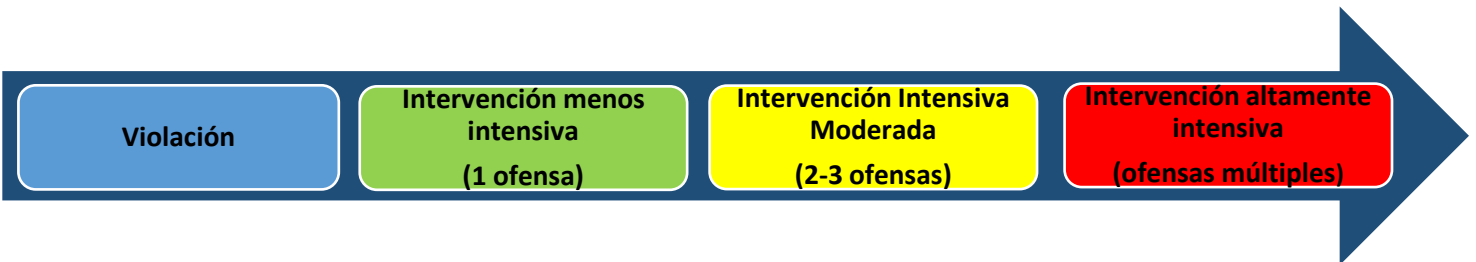 Violación
Intervención menos
intensiva
(1 ofensa)
Intervención Intensiva
Moderada
(2-3 ofensas)
Intervención altamente
intensiva
(ofensas múltiples)